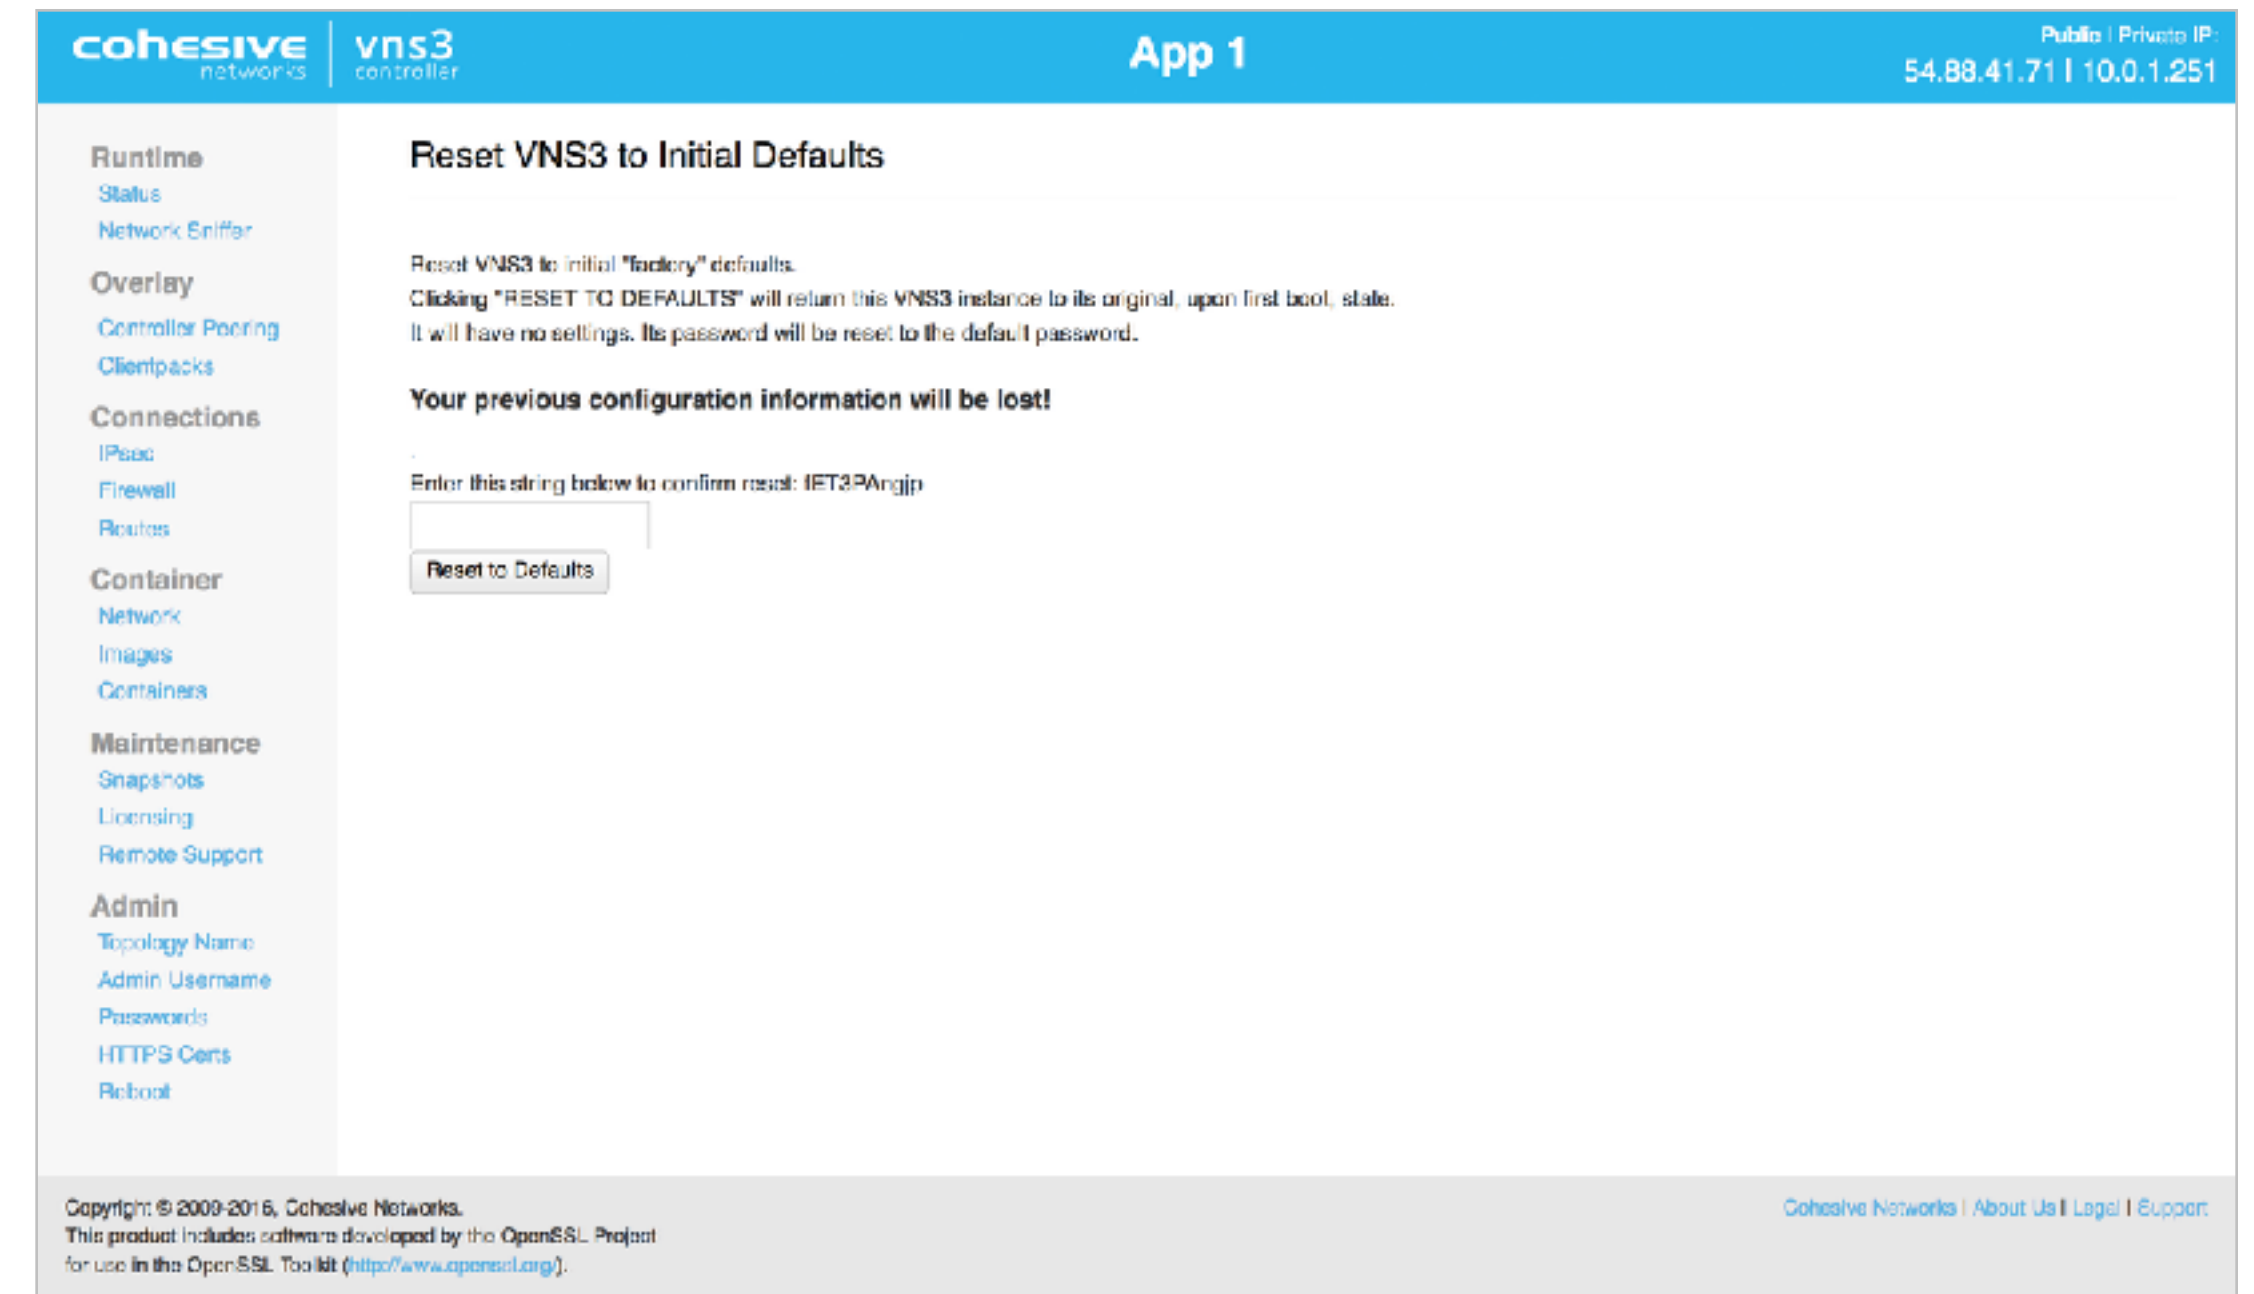 cohesive networks
vns3 controller
App 1
Public | Private IP:
54.88.41.71 | 10.0.1.251
Runtime
Status
Network Sniffer
Overlay
Controller Peering
Clientpacks
Connections
IPsec
Firewall
Routes
Container
Network
Images
Containers
Maintenance
Snapshots
Licensing
Remote Support
Admin
Topology Name
Admin Username
Passwords
HTTPS Certs
Reboot
Reset VNS3 to Initial Defaults
Reset VNS3 to initial "factory" defaults.
Clicking "RESET TO DEFAULTS" will return this VNS3 instance to its original, upon first boot, state.
It will have no settings. Its password will be reset to the default password.
Your previous configuration information will be lost!
.
Enter this string below to confirm reset:
Reset to Defaults
Copyright © 2009-2016, Cohesive Networks.
This product includes software developed by the OpenSSL Project
for use in the OpenSSL Toolkit (http://www.openssl.org/).
Cohesive Networks | About Us | Legal | Support